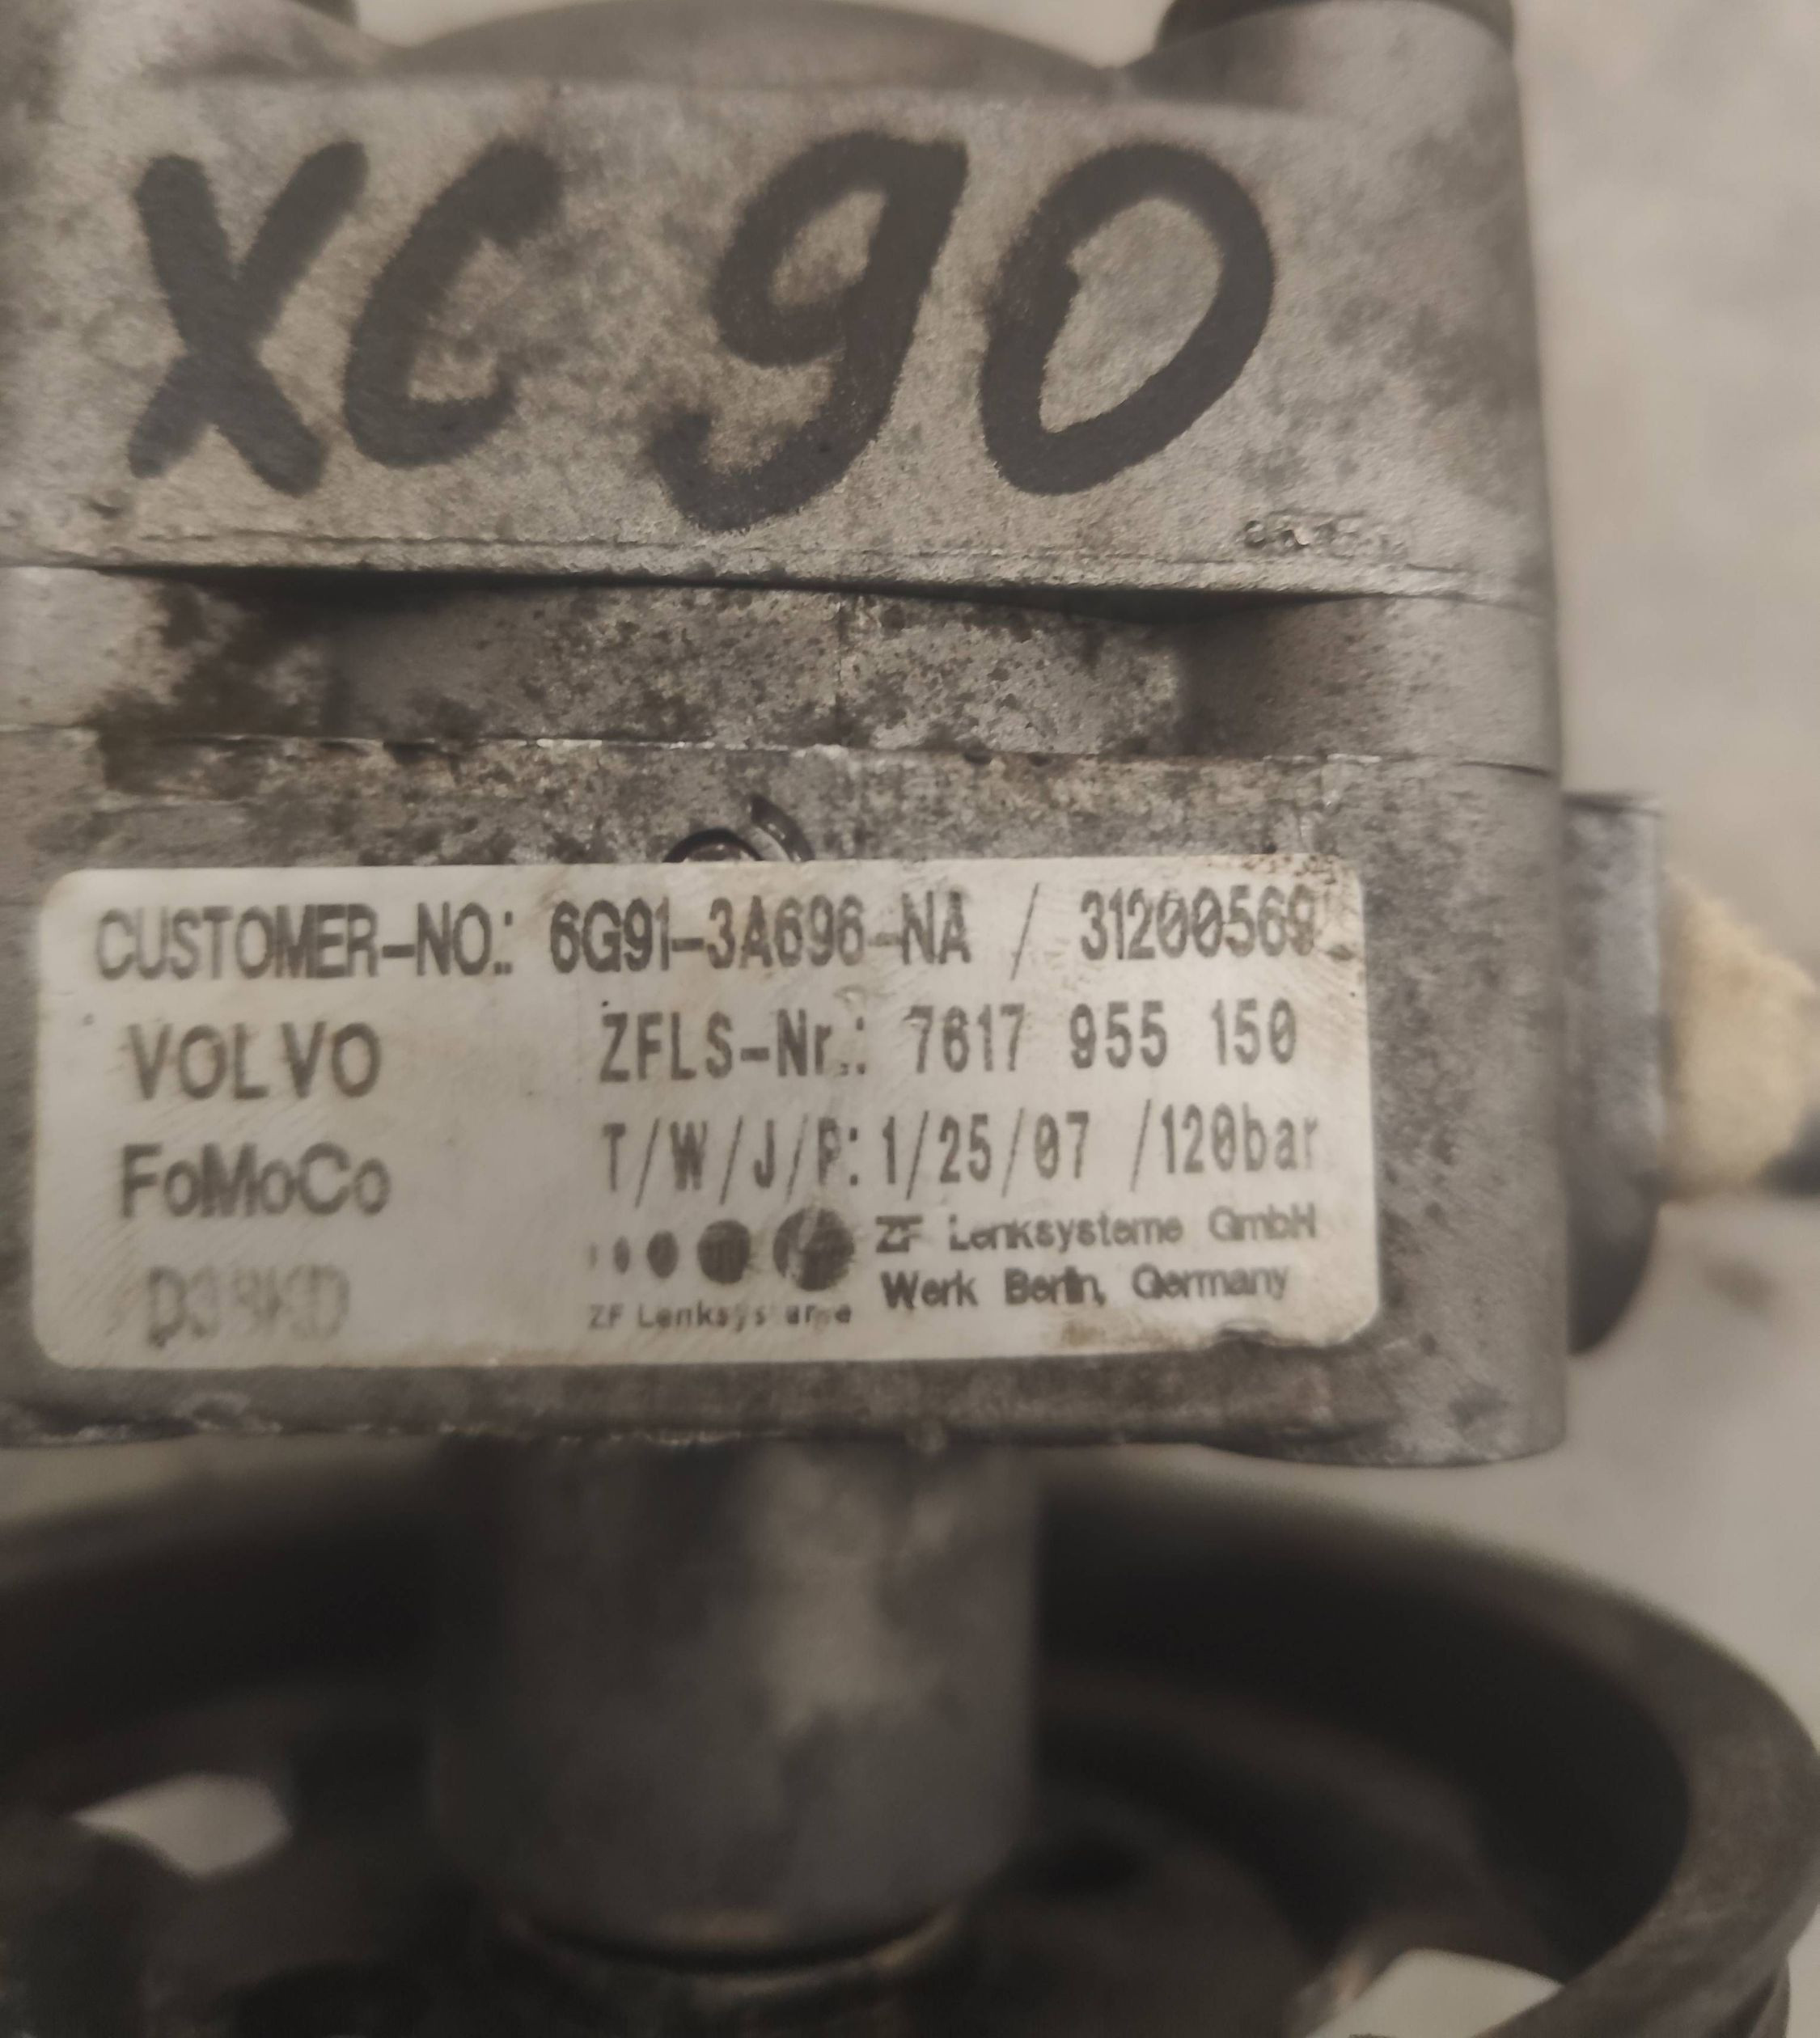 XC 90
CUSTOMER-NO.: 6G91-3A696-NA / 31200569
VOLVO ZFLS-Nr.: 7617 955 150
FoMoCo T/W/J/P: 1/25/07 /120bar
ZF Lenksysteme GmbH
Werk Berlin, Germany
ZF Lenksysteme